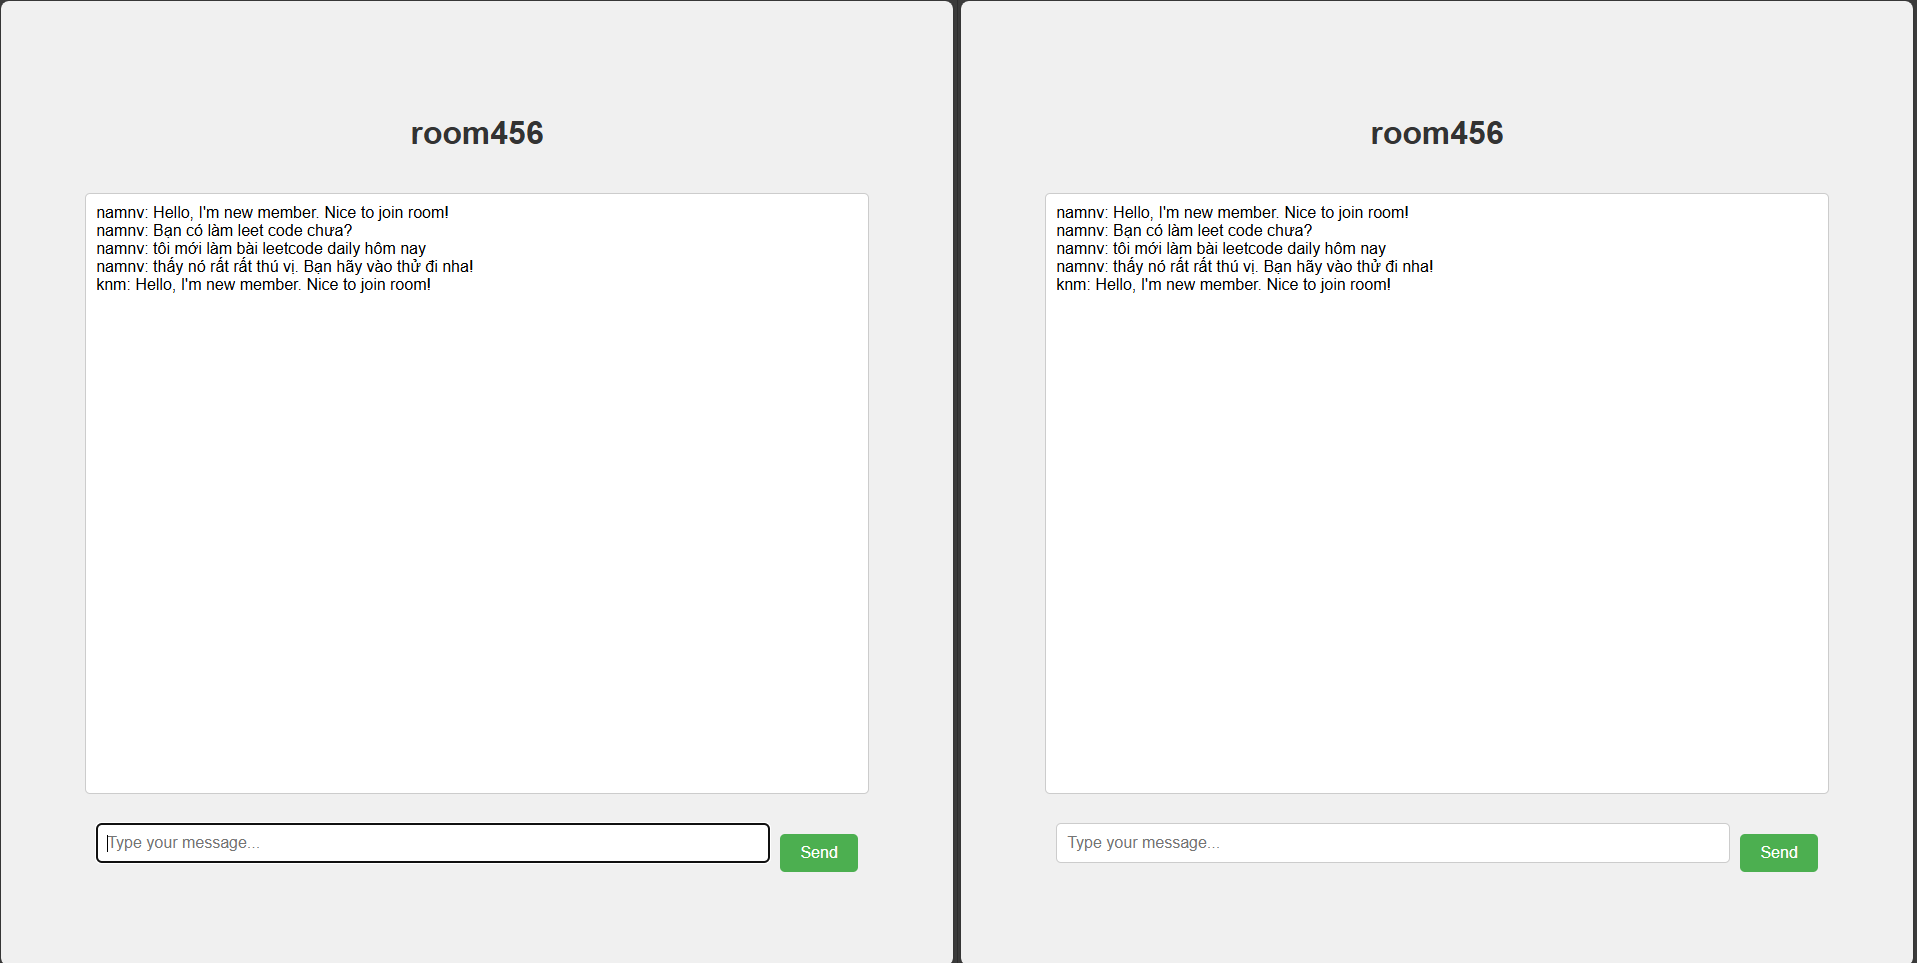 room456
namnv: Hello, I'm new member. Nice to join room!
namnv: Bạn có làm leet code chưa?
namnv: tôi mới làm bài leetcode daily hôm nay
namnv: thấy nó rất rất thú vị. Bạn hãy vào thử đi nha!
knm: Hello, I'm new member. Nice to join room!
Type your message...
Send
room456
namnv: Hello, I'm new member. Nice to join room!
namnv: Bạn có làm leet code chưa?
namnv: tôi mới làm bài leetcode daily hôm nay
namnv: thấy nó rất rất thú vị. Bạn hãy vào thử đi nha!
knm: Hello, I'm new member. Nice to join room!
Type your message...
Send